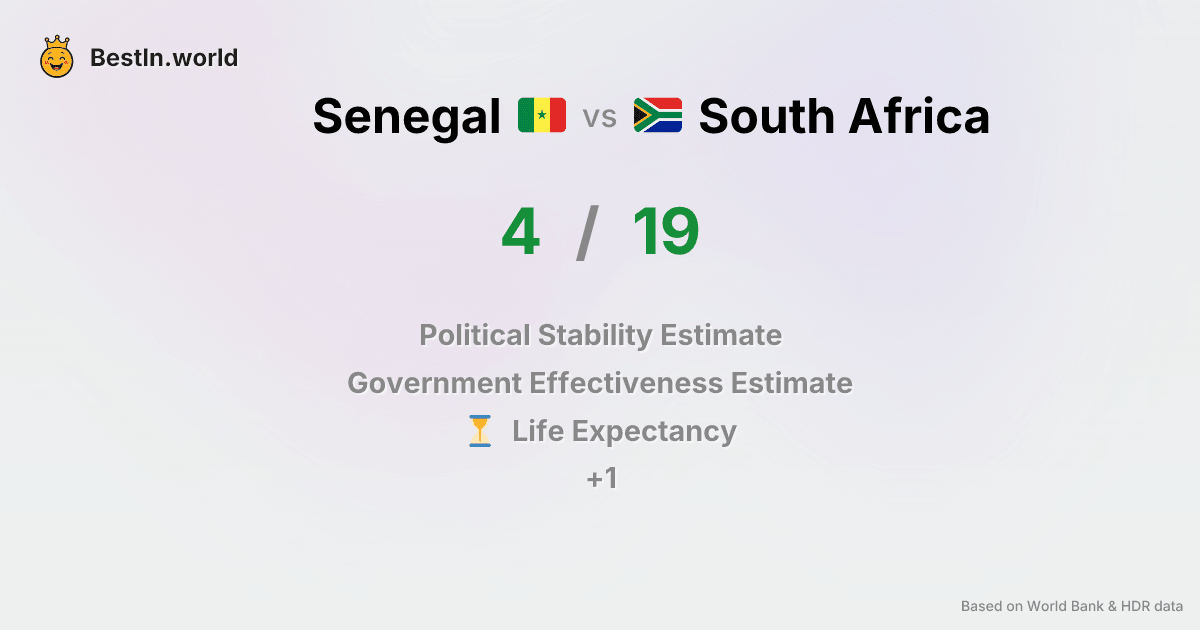 BestIn.world
Senegal vs South Africa
4 / 19
Political Stability Estimate
Government Effectiveness Estimate
Life Expectancy
+1
Based on World Bank & HDR data